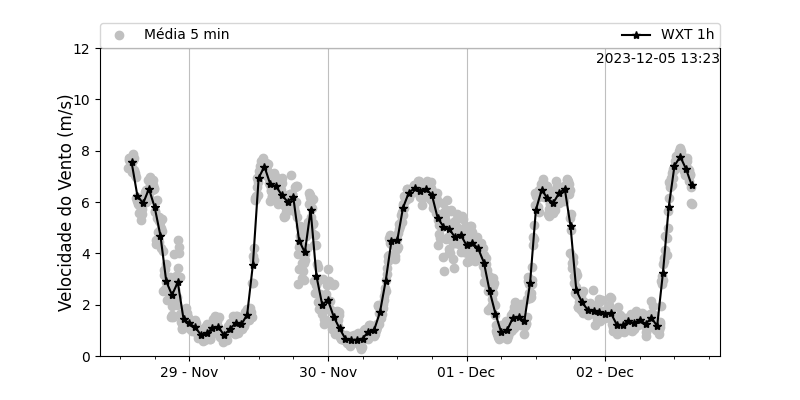 Média 5 min
WXT 1h
2023-12-05 13:23
Velocidade do Vento (m/s)
12
10
8
6
4
2
0
29 - Nov
30 - Nov
01 - Dec
02 - Dec